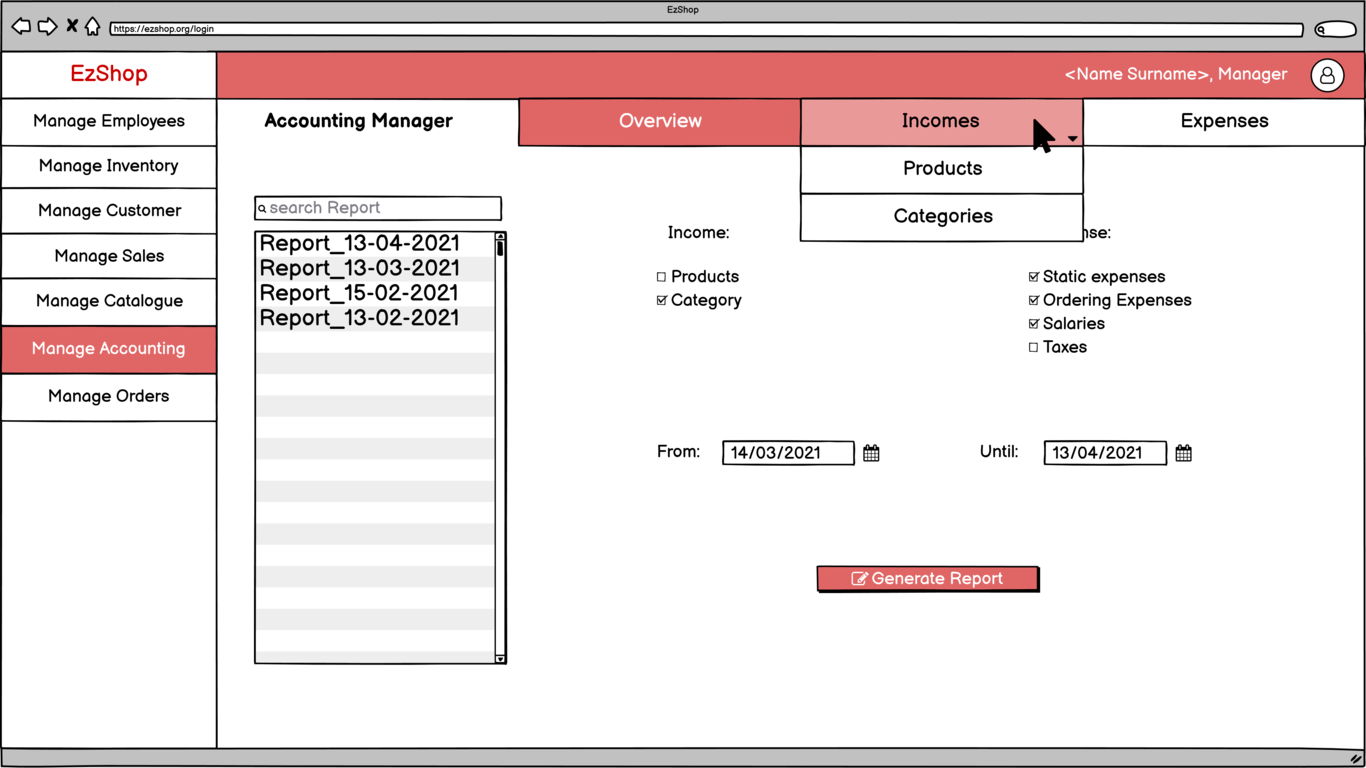 EzShop
https://ezshop.org/login
EzShop
<Name Surname>, Manager
Manage Employees
Manage Inventory
Manage Customer
Manage Sales
Manage Catalogue
Manage Accounting
Manage Orders
Accounting Manager
Overview
Incomes
Expenses
Products
Categories
search Report
Report_13-04-2021
Report_13-03-2021
Report_15-02-2021
Report_13-02-2021
Income:
Products
Category
nse:
Static expenses
Ordering Expenses
Salaries
Taxes
From:
14/03/2021
Until:
13/04/2021
Generate Report